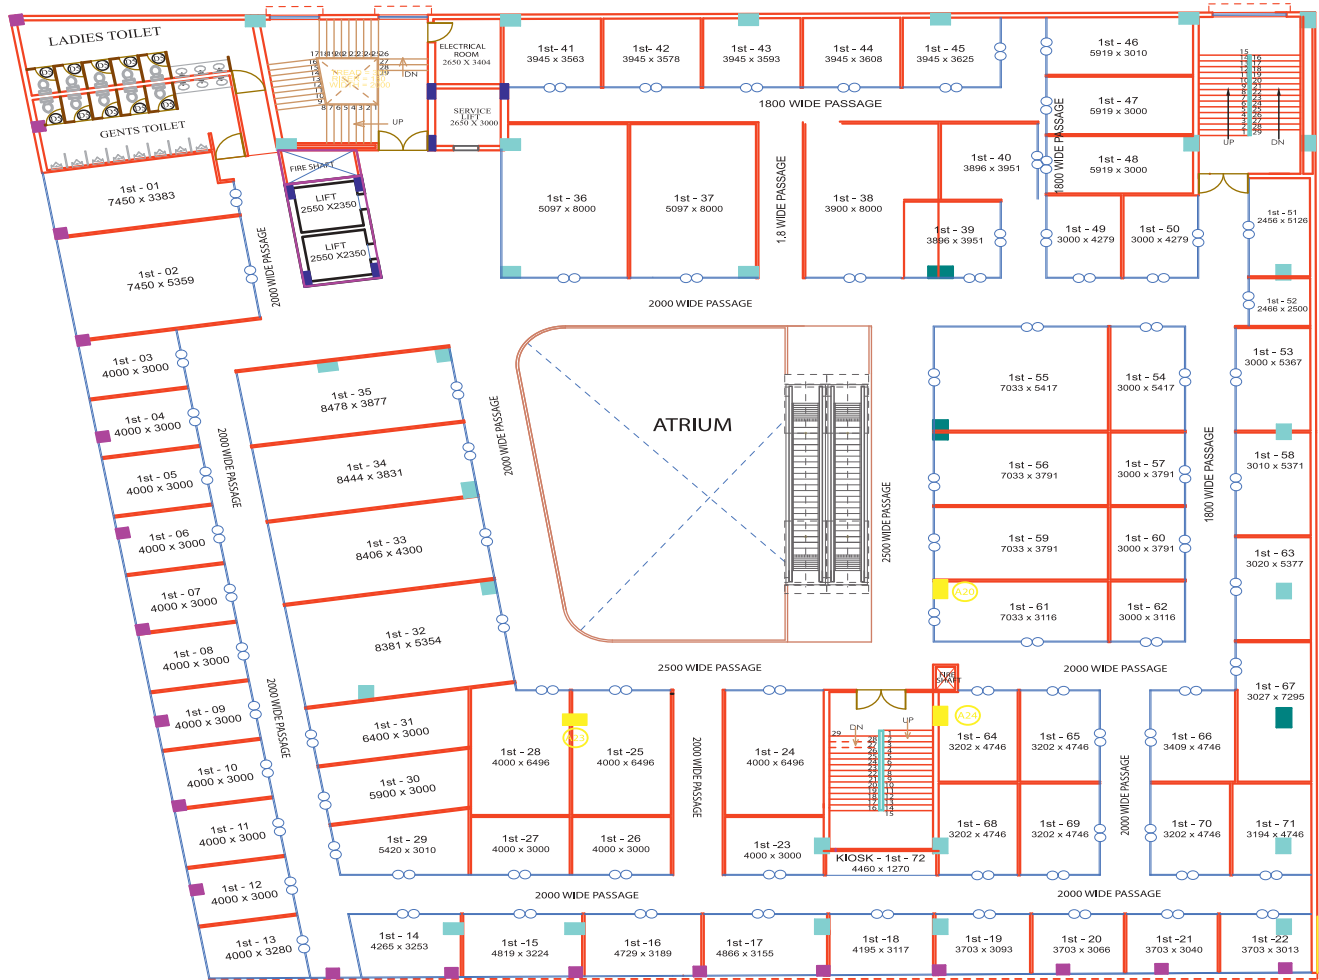 LADIES TOILET
GENTS TOILET
ELECTRICAL
ROOM
2650 X 3404
SERVICE
LIFT
2650 X 3000
DN
UP
FIRE SHAFT
LIFT
2550 X2350
LIFT
2550 X2350
1st - 41
3945 x 3563
1st - 42
3945 x 3578
1st - 43
3945 x 3593
1st - 44
3945 x 3608
1st - 45
3945 x 3625
1800 WIDE PASSAGE
1st - 46
5919 x 3010
1st - 47
5919 x 3000
1st - 48
5919 x 3000
1800 WIDE PASSAGE
UP
DN
1st - 01
7450 x 3383
1st - 02
7450 x 5359
2000 WIDE PASSAGE
1st - 36
5097 x 8000
1st - 37
5097 x 8000
1.8 WIDE PASSAGE
1st - 38
3900 x 8000
1st - 40
3896 x 3951
1st - 39
3896 x 3951
1st - 49
3000 x 4279
1st - 50
3000 x 4279
1st - 51
2456 x 5126
1st - 52
2466 x 2500
2000 WIDE PASSAGE
1st - 03
4000 x 3000
1st - 04
4000 x 3000
1st - 05
4000 x 3000
1st - 06
4000 x 3000
1st - 07
4000 x 3000
1st - 08
4000 x 3000
1st - 09
4000 x 3000
1st - 10
4000 x 3000
1st - 11
4000 x 3000
1st - 12
4000 x 3000
1st - 13
4000 x 3280
2000 WIDE PASSAGE
2000 WIDE PASSAGE
1st - 35
8478 x 3877
1st - 34
8444 x 3831
1st - 33
8406 x 4300
1st - 32
8381 x 5354
1st - 31
6400 x 3000
1st - 30
5900 x 3000
1st - 29
5420 x 3010
2000 WIDE PASSAGE
ATRIUM
2500 WIDE PASSAGE
2500 WIDE PASSAGE
1st - 55
7033 x 5417
1st - 54
3000 x 5417
1st - 56
7033 x 3791
1st - 57
3000 x 3791
1st - 59
7033 x 3791
1st - 60
3000 x 3791
1st - 61
7033 x 3116
1st - 62
3000 x 3116
A20
1800 WIDE PASSAGE
1st - 53
3000 x 5367
1st - 58
3010 x 5371
1st - 63
3020 x 5377
1st - 67
3027 x 7295
2000 WIDE PASSAGE
FIRE
SHAFT
A24
1st - 28
4000 x 6496
1st -25
4000 x 6496
1st - 27
4000 x 3000
1st - 26
4000 x 3000
2000 WIDE PASSAGE
1st - 24
4000 x 6496
1st -23
4000 x 3000
DN
UP
KIOSK - 1st - 72
4460 x 1270
1st - 64
3202 x 4746
1st - 65
3202 x 4746
1st - 68
3202 x 4746
1st - 69
3202 x 4746
2000 WIDE PASSAGE
1st - 66
3409 x 4746
1st - 70
3202 x 4746
1st - 71
3194 x 4746
2000 WIDE PASSAGE
2000 WIDE PASSAGE
1st - 14
4265 x 3253
1st -15
4819 x 3224
1st -16
4729 x 3189
1st -17
4866 x 3155
1st -18
4195 x 3117
1st -19
3703 x 3093
1st - 20
3703 x 3066
1st -21
3703 x 3040
1st -22
3703 x 3013